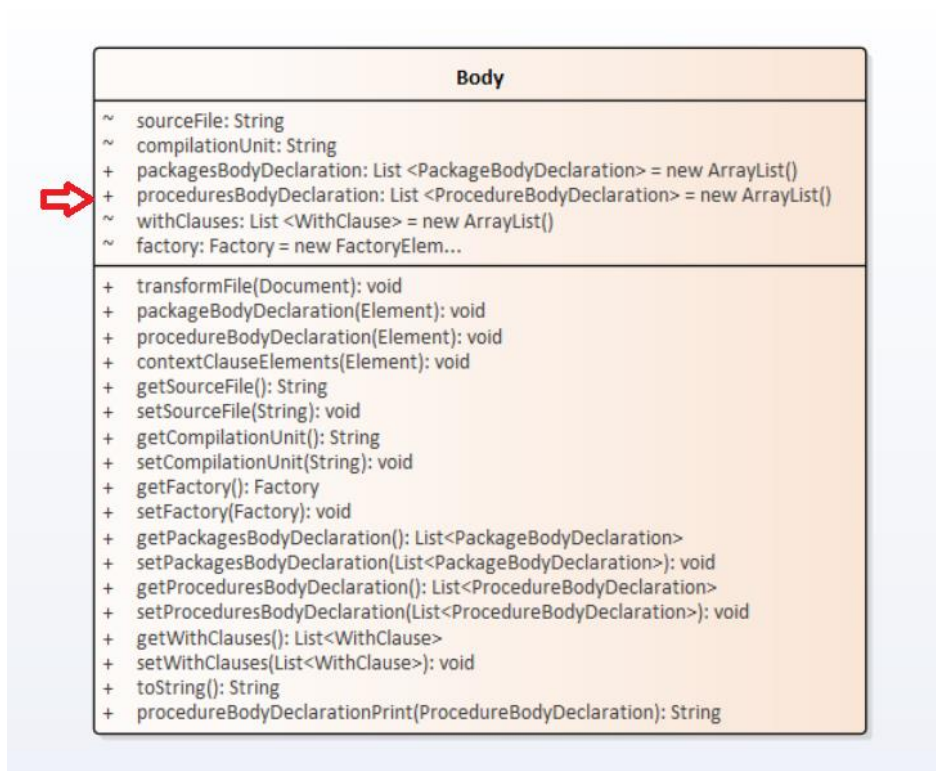 Body
~ sourceFile: String
~ compilationUnit: String
+ packagesBodyDeclaration: List <PackageBodyDeclaration> = new ArrayList()
+ proceduresBodyDeclaration: List <ProcedureBodyDeclaration> = new ArrayList()
~ withClauses: List <WithClause> = new ArrayList()
~ factory: Factory = new FactoryElem...
+ transformFile(Document): void
+ packageBodyDeclaration(Element): void
+ procedureBodyDeclaration(Element): void
+ contextClauseElements(Element): void
+ getSourceFile(): String
+ setSourceFile(String): void
+ getCompilationUnit(): String
+ setCompilationUnit(String): void
+ getFactory(): Factory
+ setFactory(Factory): void
+ getPackagesBodyDeclaration(): List<PackageBodyDeclaration>
+ setPackagesBodyDeclaration(List<PackageBodyDeclaration>): void
+ getProceduresBodyDeclaration(): List<ProcedureBodyDeclaration>
+ setProceduresBodyDeclaration(List<ProcedureBodyDeclaration>): void
+ getWithClauses(): List<WithClause>
+ setWithClauses(List<WithClause>): void
+ toString(): String
+ procedureBodyDeclarationPrint(ProcedureBodyDeclaration): String